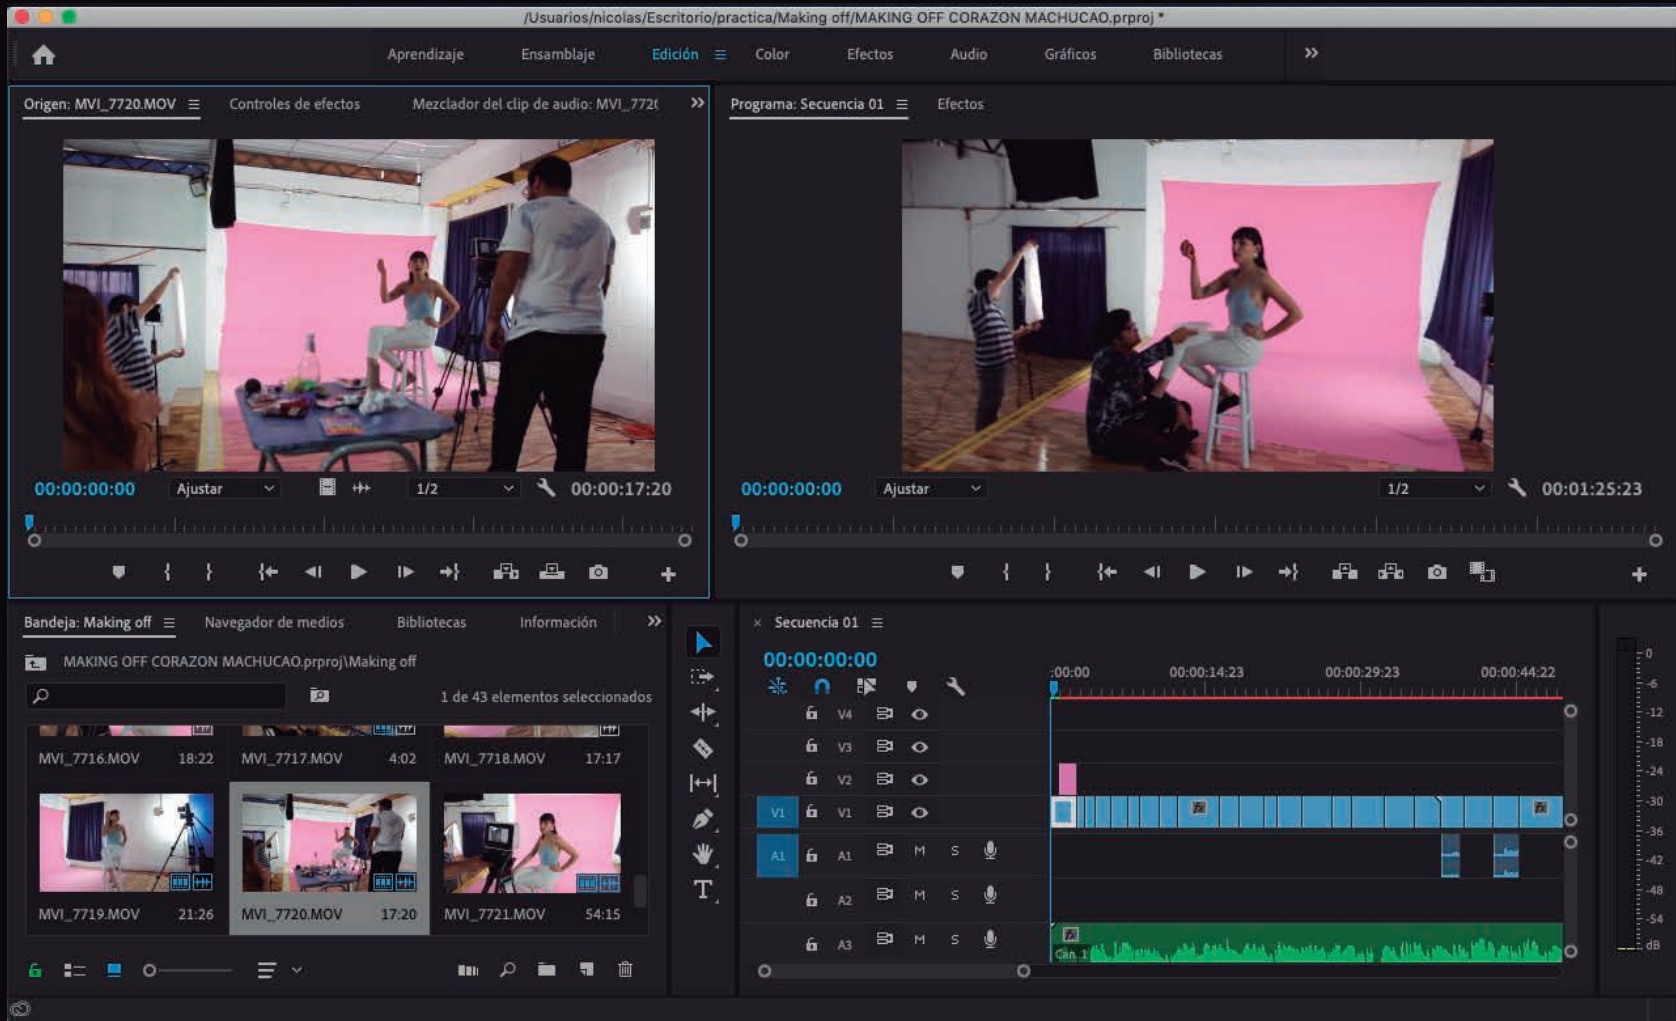 /Usuarios/nicolas/Escritorio/practica/Making off/MAKING OFF CORAZON MACHUCAO.prproj *
Aprendizaje Ensamblaje Edición Color Efectos Audio Gráficos Bibliotecas
Origen: MVI_7720.MOV Controles de efectos Mezclador del clip de audio: MVI_772
Programa: Secuencia 01 Efectos
00:00:00:00 Ajustar 1/2 00:00:17:20
00:00:00:00 Ajustar 1/2 00:01:25:23
Bandeja: Making off Navegador de medios Bibliotecas Información
MAKING OFF CORAZON MACHUCAO.prproj\Making off
1 de 43 elementos seleccionados
MVI_7716.MOV 18:22 MVI_7717.MOV 4:02 MVI_7718.MOV 17:17
MVI_7719.MOV 21:26 MVI_7720.MOV 17:20 MVI_7721.MOV 54:15
T
× Secuencia 01
00:00:00:00
:00:00 00:00:14:23 00:00:29:23 00:00:44:22
V4
V3
V2
V1 V1 fx fx
A1 A1 M S
A2 M S
A3 M S fx
Can_1
0
-6
-12
-18
-24
-30
-36
-42
-48
-54
dB